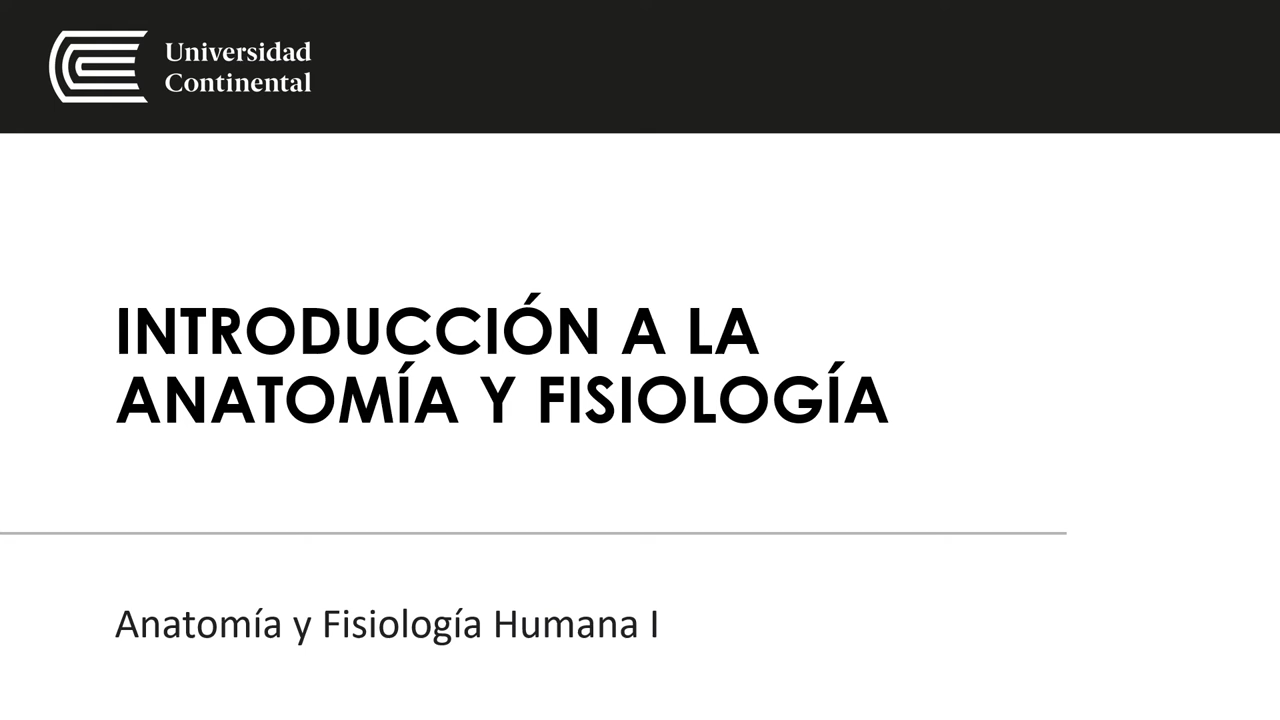 Universidad
Continental
INTRODUCCIÓN A LA
ANATOMÍA Y FISIOLOGÍA
Anatomía y Fisiología Humana I